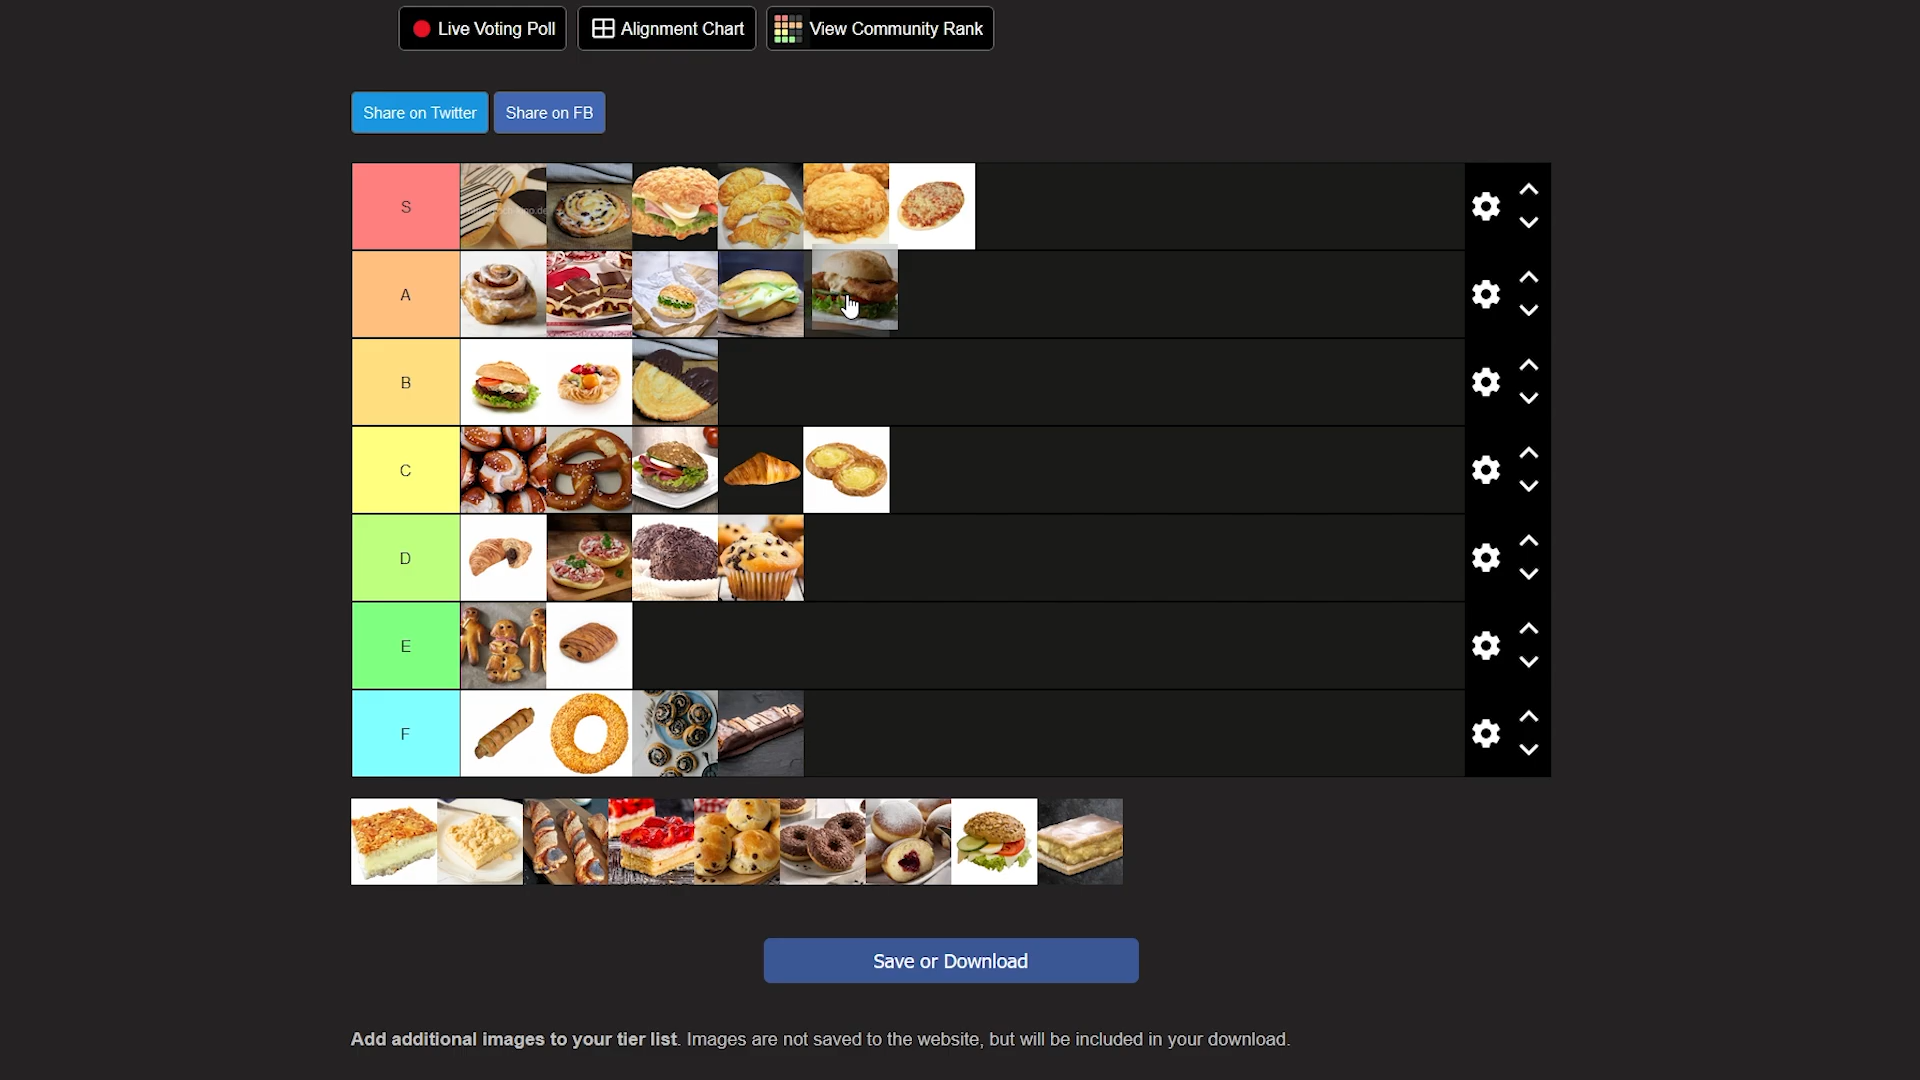 Live Voting Poll
Alignment Chart
View Community Rank
Share on Twitter
Share on FB
S
A
B
C
D
E
F
Save or Download
Add additional images to your tier list. Images are not saved to the website, but will be included in your download.